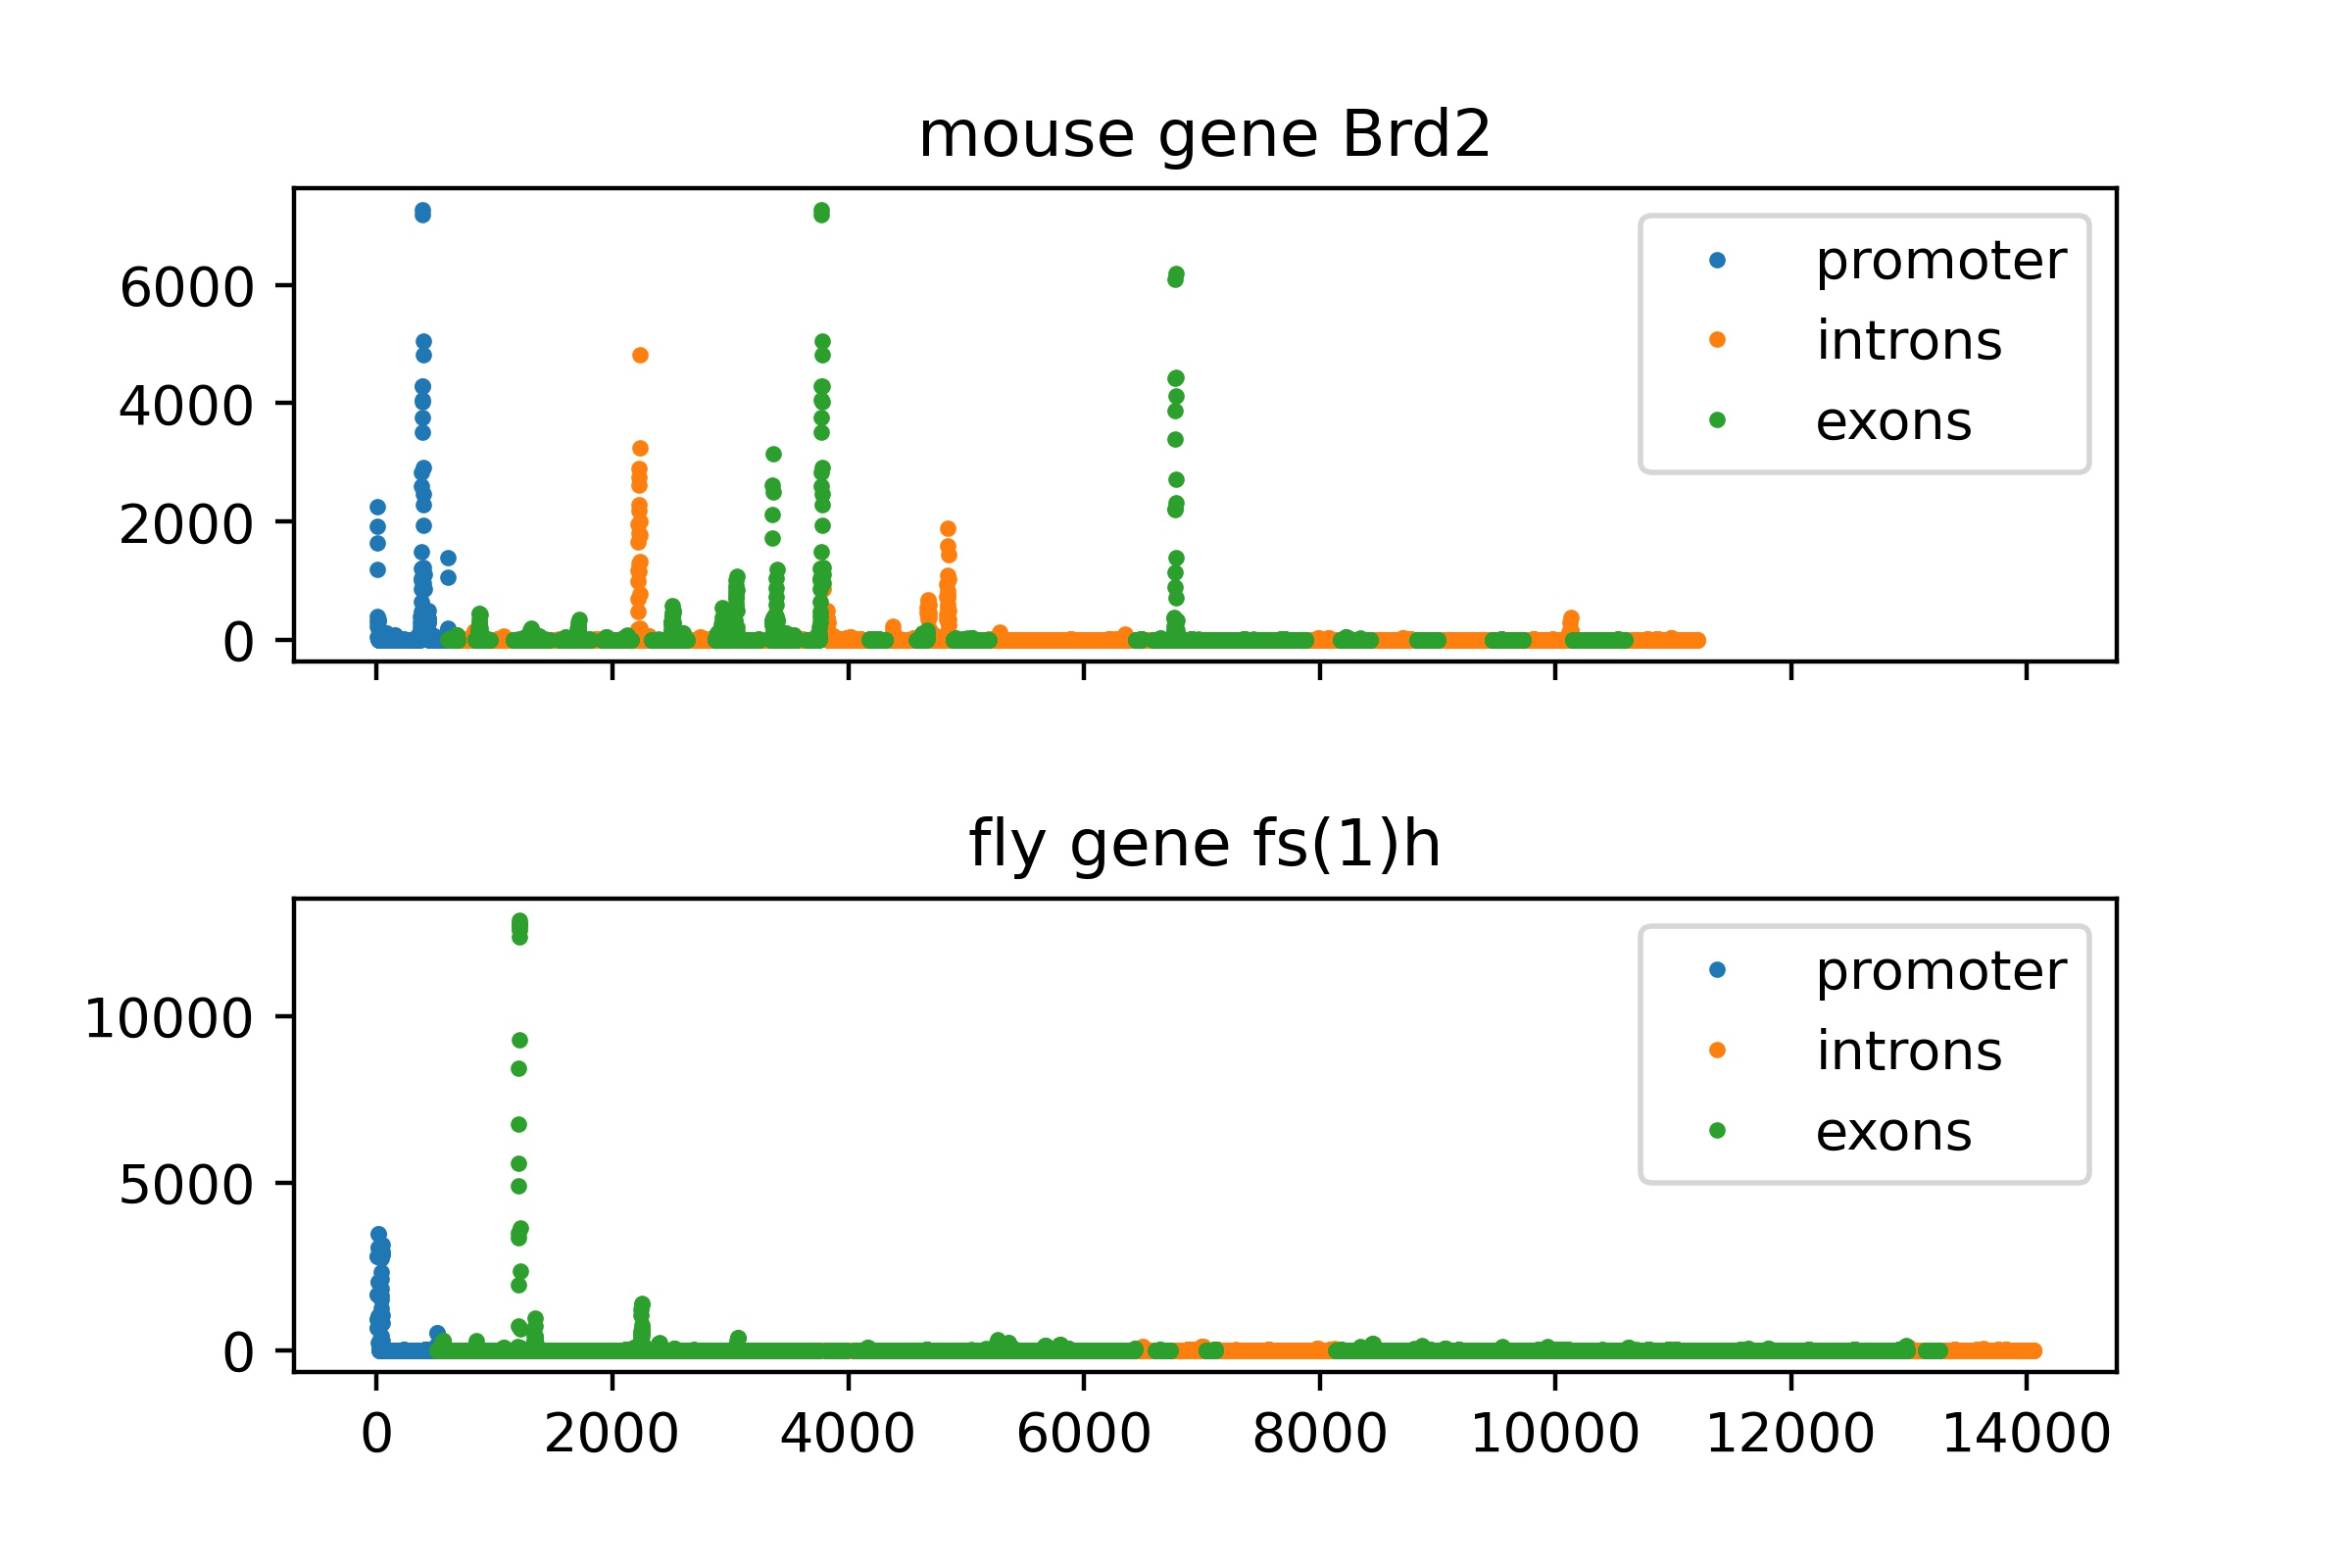 mouse gene Brd2
6000
4000
2000
0
promoter
introns
exons
fly gene fs(1)h
10000
5000
0
promoter
introns
exons
0 2000 4000 6000 8000 10000 12000 14000